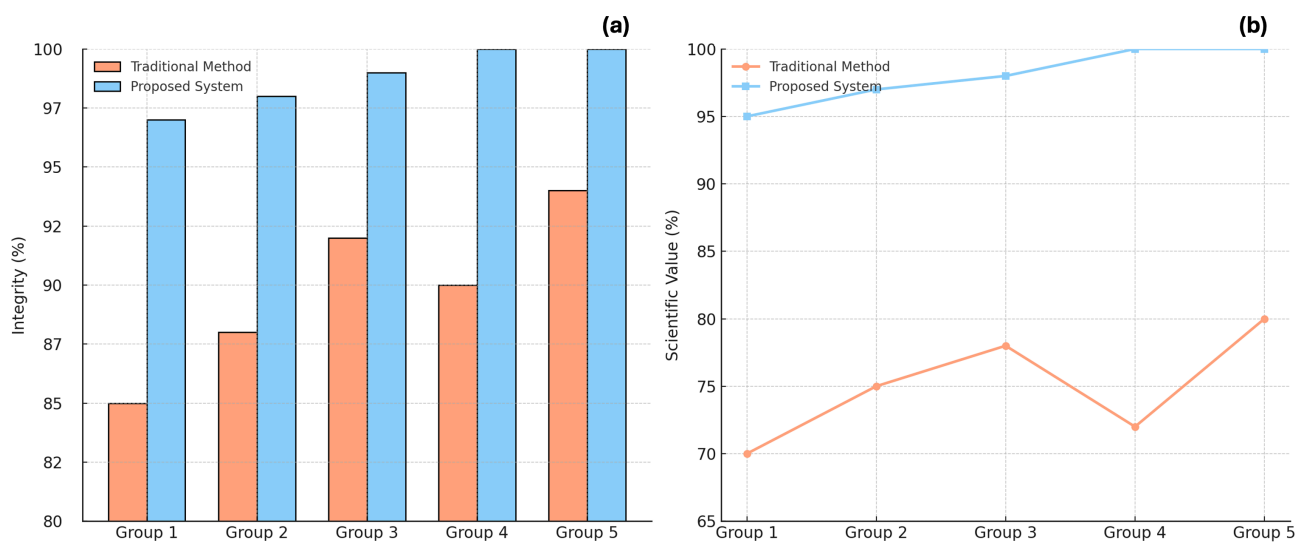 (a)
100
97
95
92
90
87
85
82
80
Integrity (%)
Traditional Method
Proposed System
Group 1
Group 2
Group 3
Group 4
Group 5
(b)
100
95
90
85
80
75
70
65
Scientific Value (%)
Traditional Method
Proposed System
Group 1
Group 2
Group 3
Group 4
Group 5